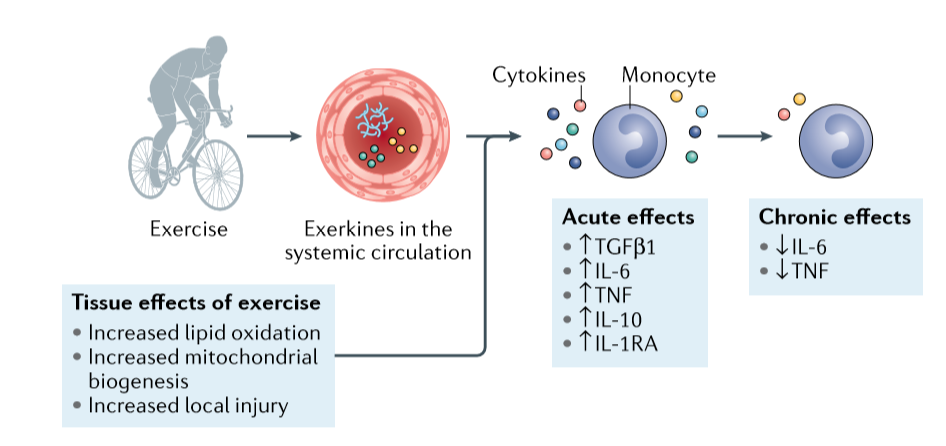 Cytokines
Monocyte
Exercise
Exerkines in the
systemic circulation
Tissue effects of exercise
• Increased lipid oxidation
• Increased mitochondrial
biogenesis
• Increased local injury
Acute effects
• ↑TGFβ1
• ↑IL-6
• ↑TNF
• ↑IL-10
• ↑IL-1RA
Chronic effects
• ↓IL-6
• ↓TNF